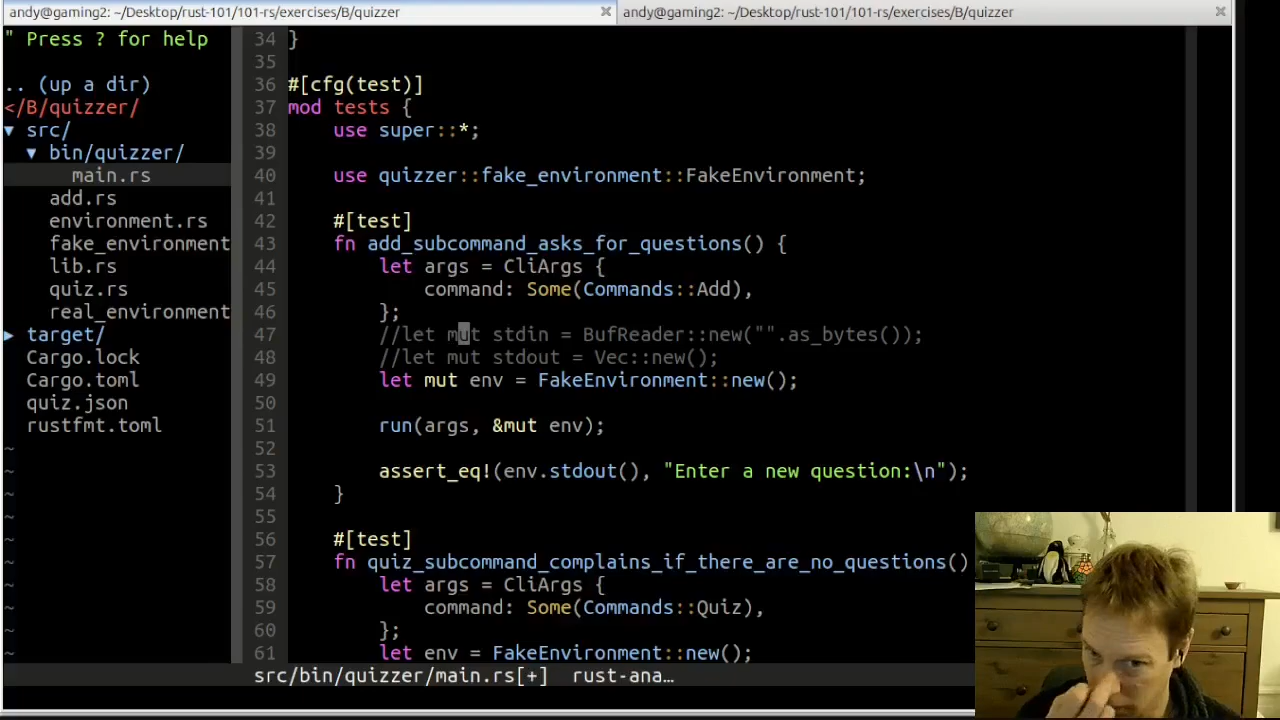 andy@gaming2: ~/Desktop/rust-101/101-rs/exercises/B/quizzer
andy@gaming2: ~/Desktop/rust-101/101-rs/exercises/B/quizzer
" Press ? for help
.. (up a dir)
</B/quizzer/
▼ src/
▼ bin/quizzer/
main.rs
add.rs
environment.rs
fake_environment
lib.rs
quiz.rs
real_environment
▶ target/
Cargo.lock
Cargo.toml
quiz.json
rustfmt.toml
~
~
~
~
~
~
~
~
~
~
34 }
35
36 #[cfg(test)]
37 mod tests {
38 use super::*;
39
40 use quizzer::fake_environment::FakeEnvironment;
41
42 #[test]
43 fn add_subcommand_asks_for_questions() {
44 let args = CliArgs {
45 command: Some(Commands::Add),
46 };
47 //let mut stdin = BufReader::new("".as_bytes());
48 //let mut stdout = Vec::new();
49 let mut env = FakeEnvironment::new();
50
51 run(args, &mut env);
52
53 assert_eq!(env.stdout(), "Enter a new question:\n");
54 }
55
56 #[test]
57 fn quiz_subcommand_complains_if_there_are_no_questions()
58 let args = CliArgs {
59 command: Some(Commands::Quiz),
60 };
61 let env = FakeEnvironment::new();
src/bin/quizzer/main.rs[+] rust-ana…